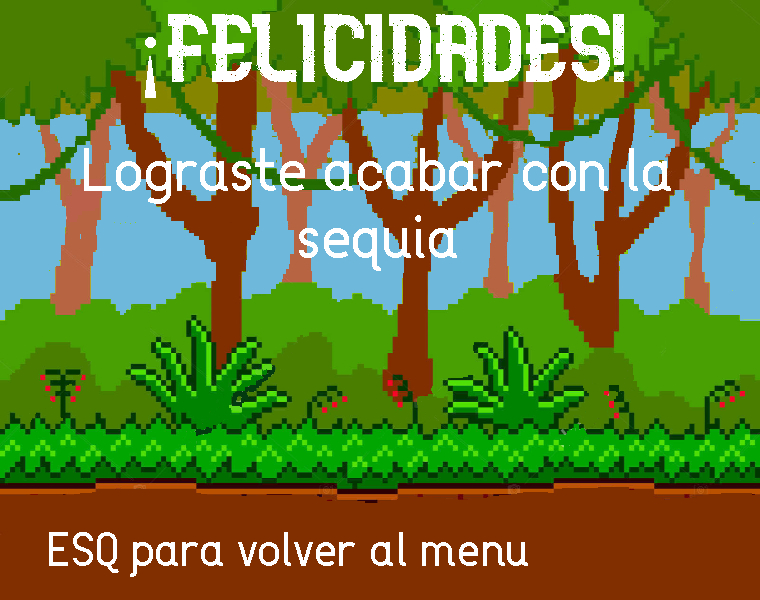 ¡FELICIDADES!
Lograste acabar con la
sequia
ESQ para volver al menu